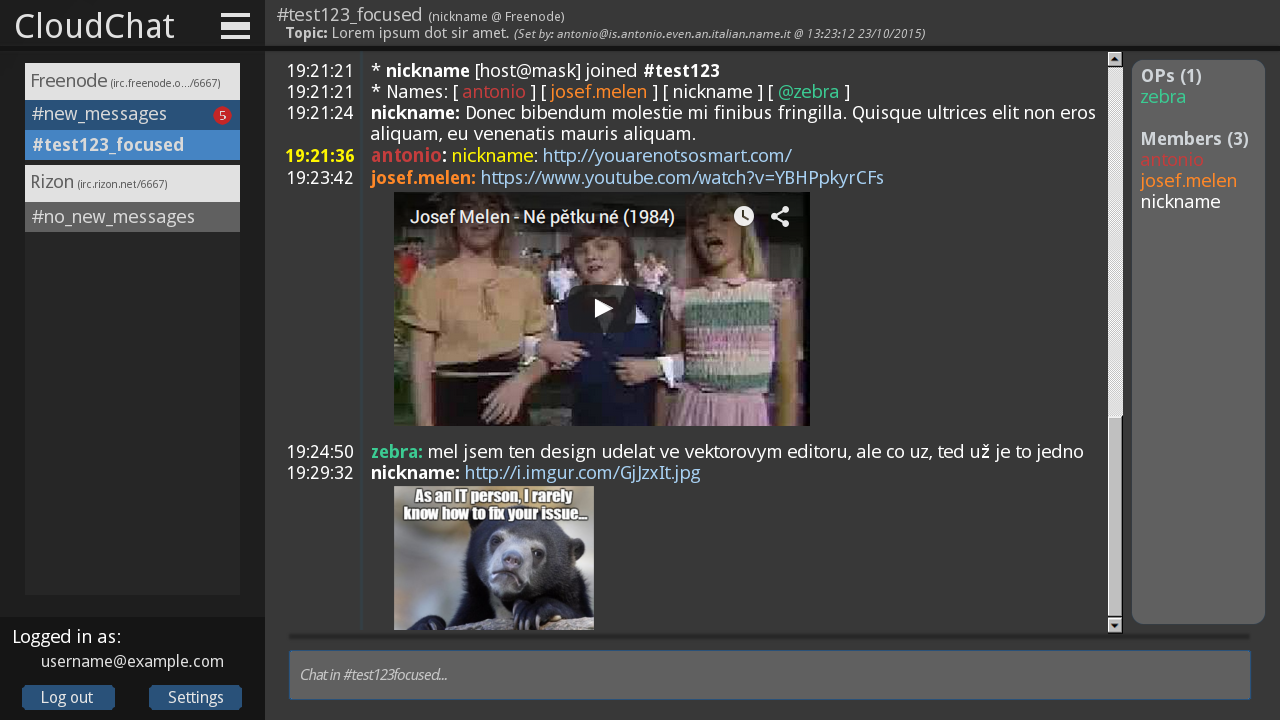 CloudChat
Freenode (irc.freenode.o.../6667)
#new_messages 5
#test123_focused
Rizon (irc.rizon.net/6667)
#no_new_messages
Logged in as:
username@example.com
Log out Settings
#test123_focused (nickname @ Freenode)
Topic: Lorem ipsum dot sir amet. (Set by: antonio@is.antonio.even.an.italian.name.it @ 13:23:12 23/10/2015)
19:21:21 * nickname [host@mask] joined #test123
19:21:21 * Names: [ antonio ] [ josef.melen ] [ nickname ] [ @zebra ]
19:21:24 nickname: Donec bibendum molestie mi finibus fringilla. Quisque ultrices elit non eros
aliquam, eu venenatis mauris aliquam.
19:21:36 antonio: nickname: http://youarenotsosmart.com/
19:23:42 josef.melen: https://www.youtube.com/watch?v=YBHPpkyrCFs
Josef Melen - Né pětku né (1984)
19:24:50 zebra: mel jsem ten design udelat ve vektorovym editoru, ale co uz, ted už je to jedno
19:29:32 nickname: http://i.imgur.com/GjJzxIt.jpg
As an IT person, I rarely
know how to fix your issue...
Chat in #test123focused...
OPs (1)
zebra
Members (3)
antonio
josef.melen
nickname